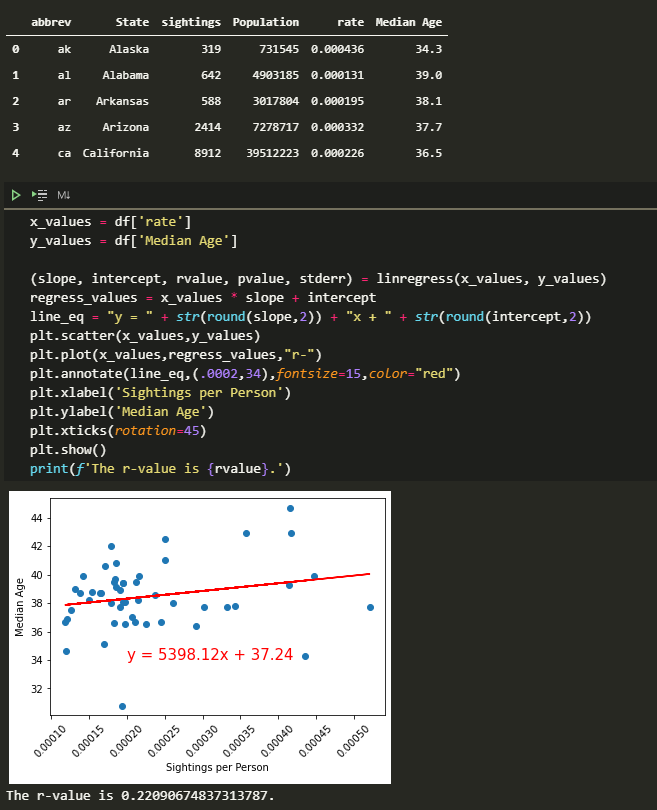 abbrev State sightings Population rate Median Age
0 ak Alaska 319 731545 0.000436 34.3
1 al Alabama 642 4903185 0.000131 39.0
2 ar Arkansas 588 3017804 0.000195 38.1
3 az Arizona 2414 7278717 0.000332 37.7
4 ca California 8912 39512223 0.000226 36.5
M↓
x_values = df['rate']
y_values = df['Median Age']
(slope, intercept, rvalue, pvalue, stderr) = linregress(x_values, y_values)
regress_values = x_values * slope + intercept
line_eq = "y = " + str(round(slope,2)) + "x + " + str(round(intercept,2))
plt.scatter(x_values,y_values)
plt.plot(x_values,regress_values,"r-")
plt.annotate(line_eq,(.0002,34),fontsize=15,color="red")
plt.xlabel('Sightings per Person')
plt.ylabel('Median Age')
plt.xticks(rotation=45)
plt.show()
print(f'The r-value is {rvalue}.')
44
42
40
38
36
34
32
Median Age
y = 5398.12x + 37.24
0.00010 0.00015 0.00020 0.00025 0.00030 0.00035 0.00040 0.00045 0.00050
Sightings per Person
The r-value is 0.22090674837313787.